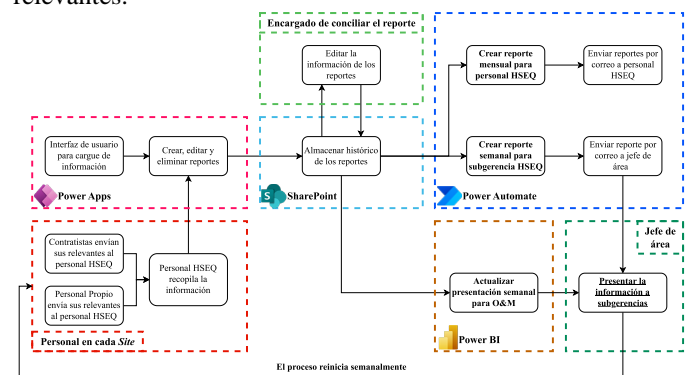 relevantes.
Encargado de conciliar el reporte
Editar la
información de los
reportes
Crear reporte
mensual para
personal HSEQ
Enviar reportes por
correo a personal
HSEQ
Interfaz de usuario
para cargue de
información
Crear, editar y
eliminar reportes
Almacenar histórico
de los reportes
Crear reporte
semanal para
subgerencia HSEQ
Enviar reporte por
correo a jefe de
área
Power Apps
S
SharePoint
Power Automate
Contratistas envían
sus relevantes al
personal HSEQ
Personal Propio
envía sus relevantes
al personal HSEQ
Personal HSEQ
recopila la
información
Personal en cada Site
Actualizar
presentación semanal
para O&M
Power BI
Jefe de
área
Presentar la
información a
subgerencias
El proceso reinicia semanalmente